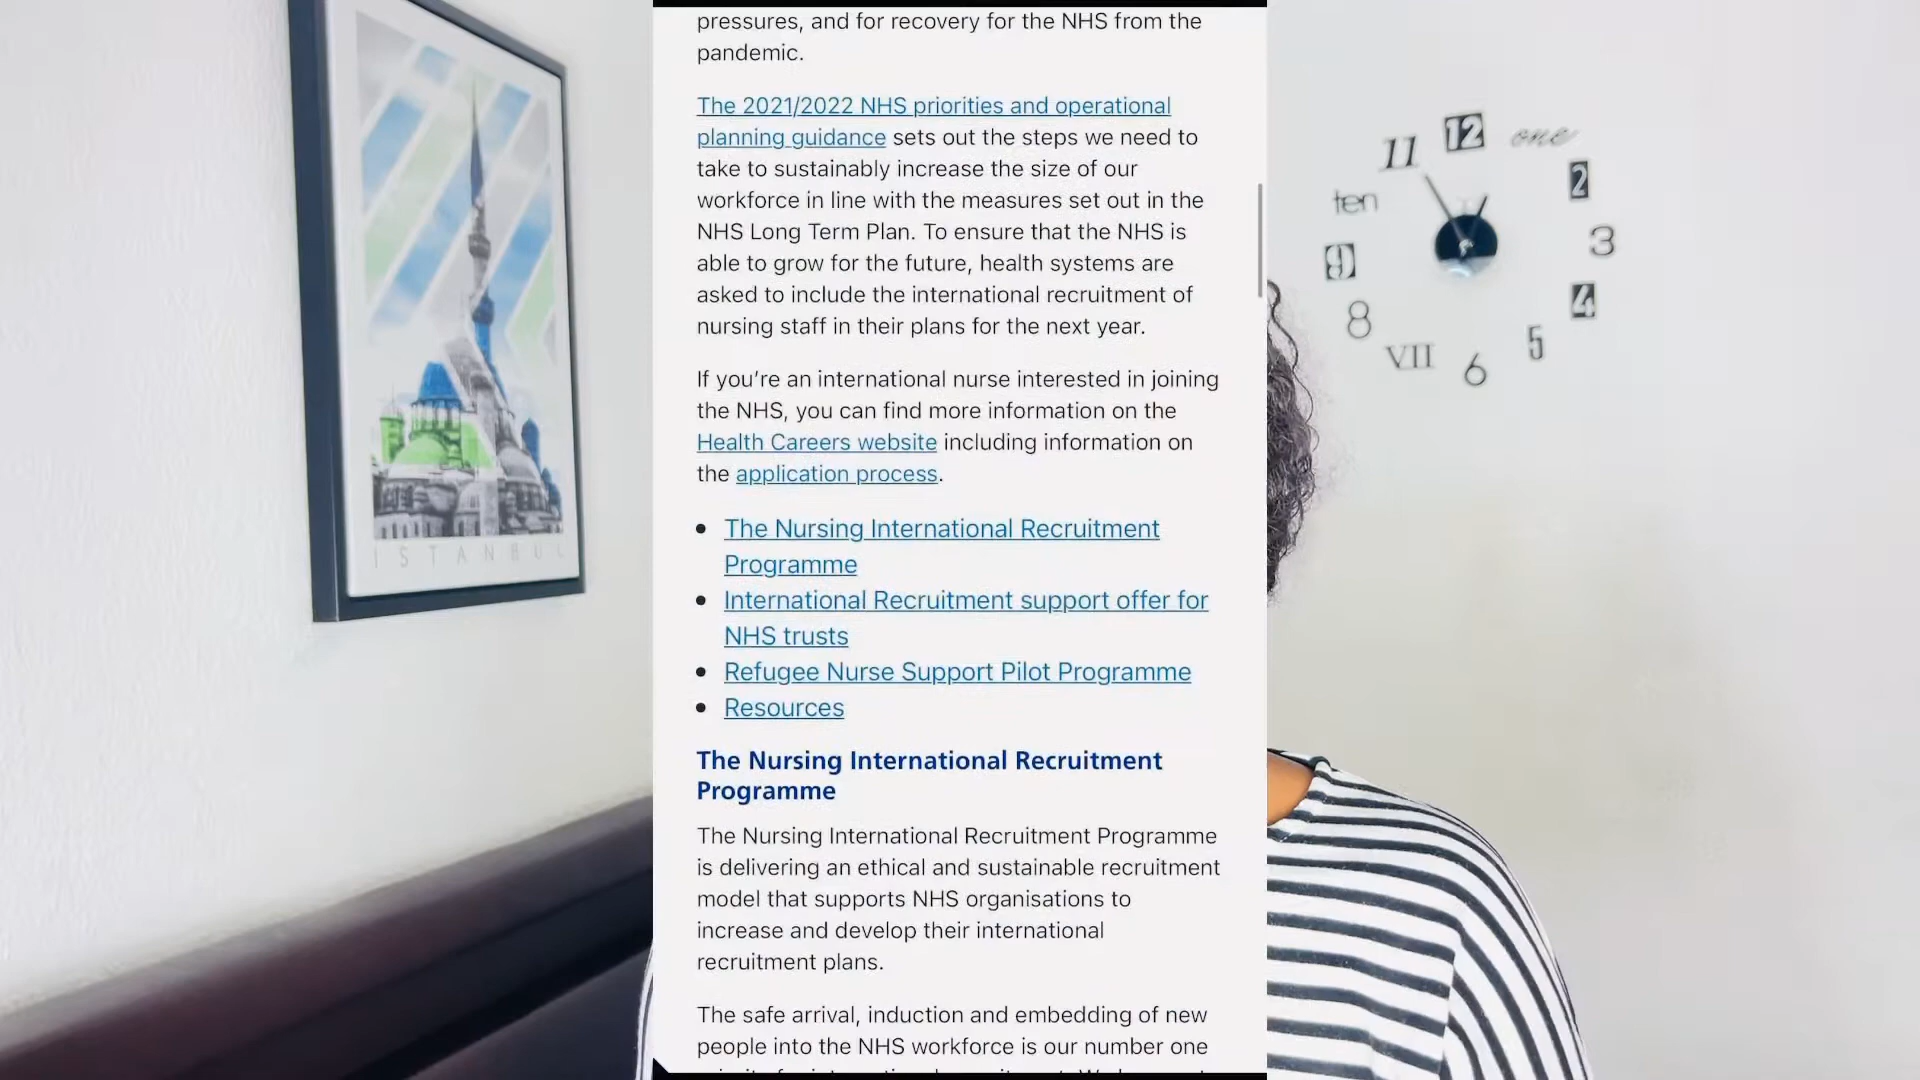 pressures, and for recovery for the NHS from the
pandemic.
The 2021/2022 NHS priorities and operational
planning guidance sets out the steps we need to
take to sustainably increase the size of our
workforce in line with the measures set out in the
NHS Long Term Plan. To ensure that the NHS is
able to grow for the future, health systems are
asked to include the international recruitment of
nursing staff in their plans for the next year.
If you’re an international nurse interested in joining
the NHS, you can find more information on the
Health Careers website including information on
the application process.
• The Nursing International Recruitment
Programme
• International Recruitment support offer for
NHS trusts
• Refugee Nurse Support Pilot Programme
• Resources
The Nursing International Recruitment
Programme
The Nursing International Recruitment Programme
is delivering an ethical and sustainable recruitment
model that supports NHS organisations to
increase and develop their international
recruitment plans.
The safe arrival, induction and embedding of new
people into the NHS workforce is our number one
ISTANBUL
12
one
2
3
4
5
6
VII
8
9
ten
11